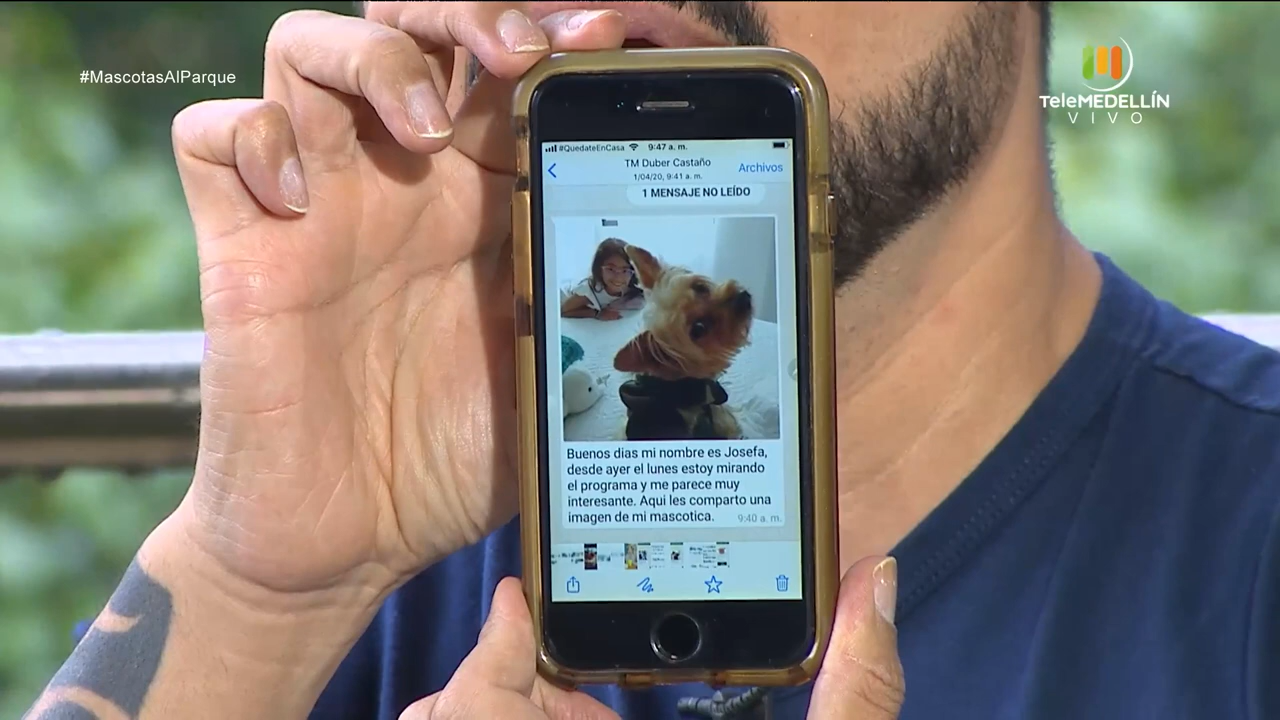 #MascotasAlParque
TeleMEDELLÍN
VIVO
#QuedateEnCasa 9:47 a. m.
TM Duber Castaño
1/04/20, 9:41 a. m.
Archivos
1 MENSAJE NO LEÍDO
Buenos dias mi nombre es Josefa,
desde ayer el lunes estoy mirando
el programa y me parece muy
interesante. Aqui les comparto una
imagen de mi mascotica.
9:40 a. m.